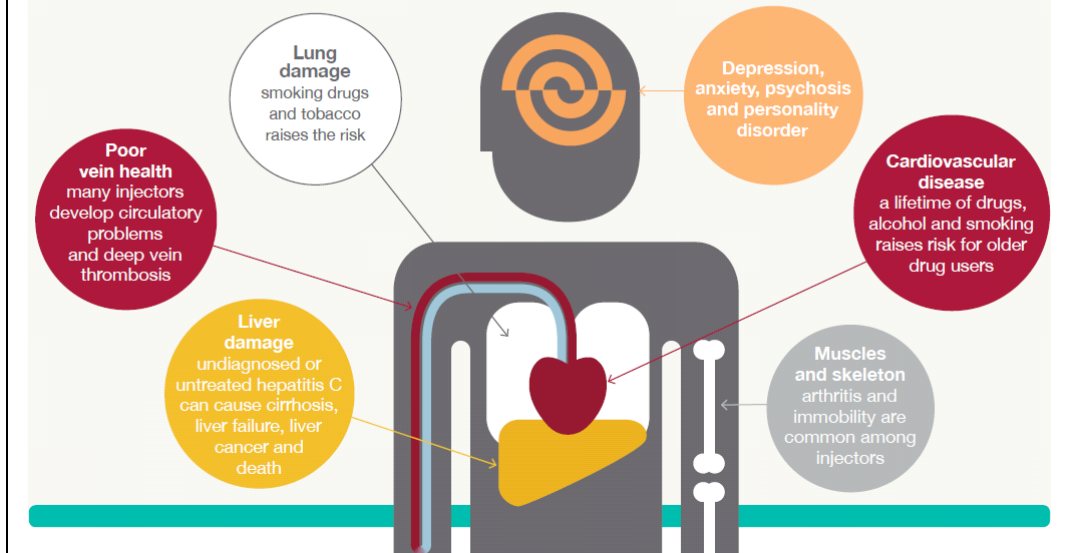 Lung
damage
smoking drugs
and tobacco
raises the risk
Depression,
anxiety, psychosis
and personality
disorder
Poor
vein health
many injectors
develop circulatory
problems
and deep vein
thrombosis
Cardiovascular
disease
a lifetime of drugs,
alcohol and smoking
raises risk for older
drug users
Liver
damage
undiagnosed or
untreated hepatitis C
can cause cirrhosis,
liver failure, liver
cancer and
death
Muscles
and skeleton
arthritis and
immobility are
common among
injectors